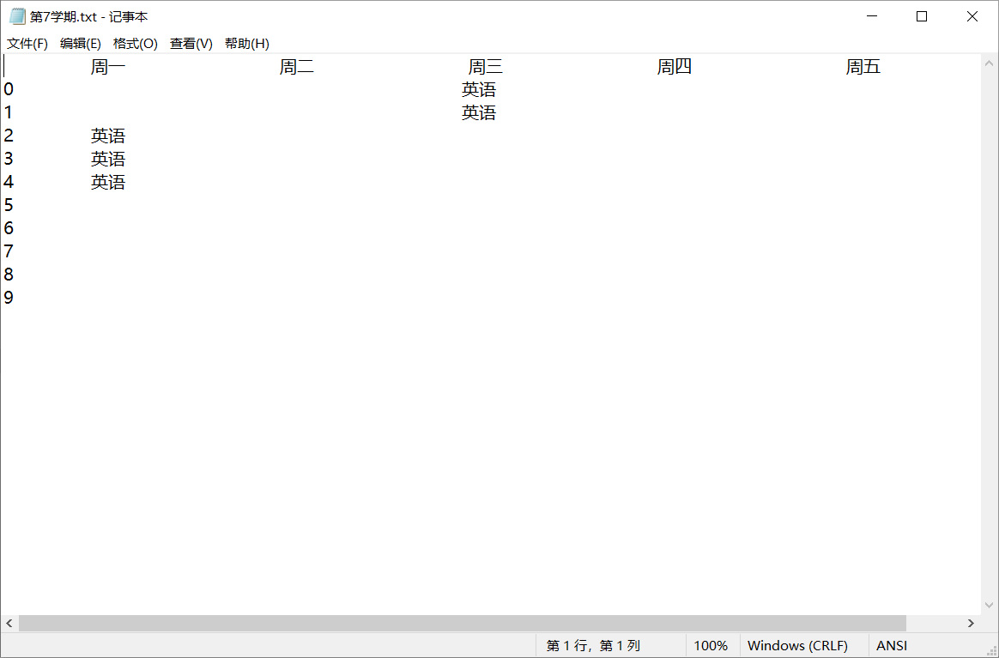 第7学期.txt - 记事本
文件(F) 编辑(E) 格式(O) 查看(V) 帮助(H)
周一 周二 周三 周四 周五
0 英语
1 英语
2 英语
3 英语
4 英语
5
6
7
8
9
第 1 行，第 1 列 100% Windows (CRLF) ANSI